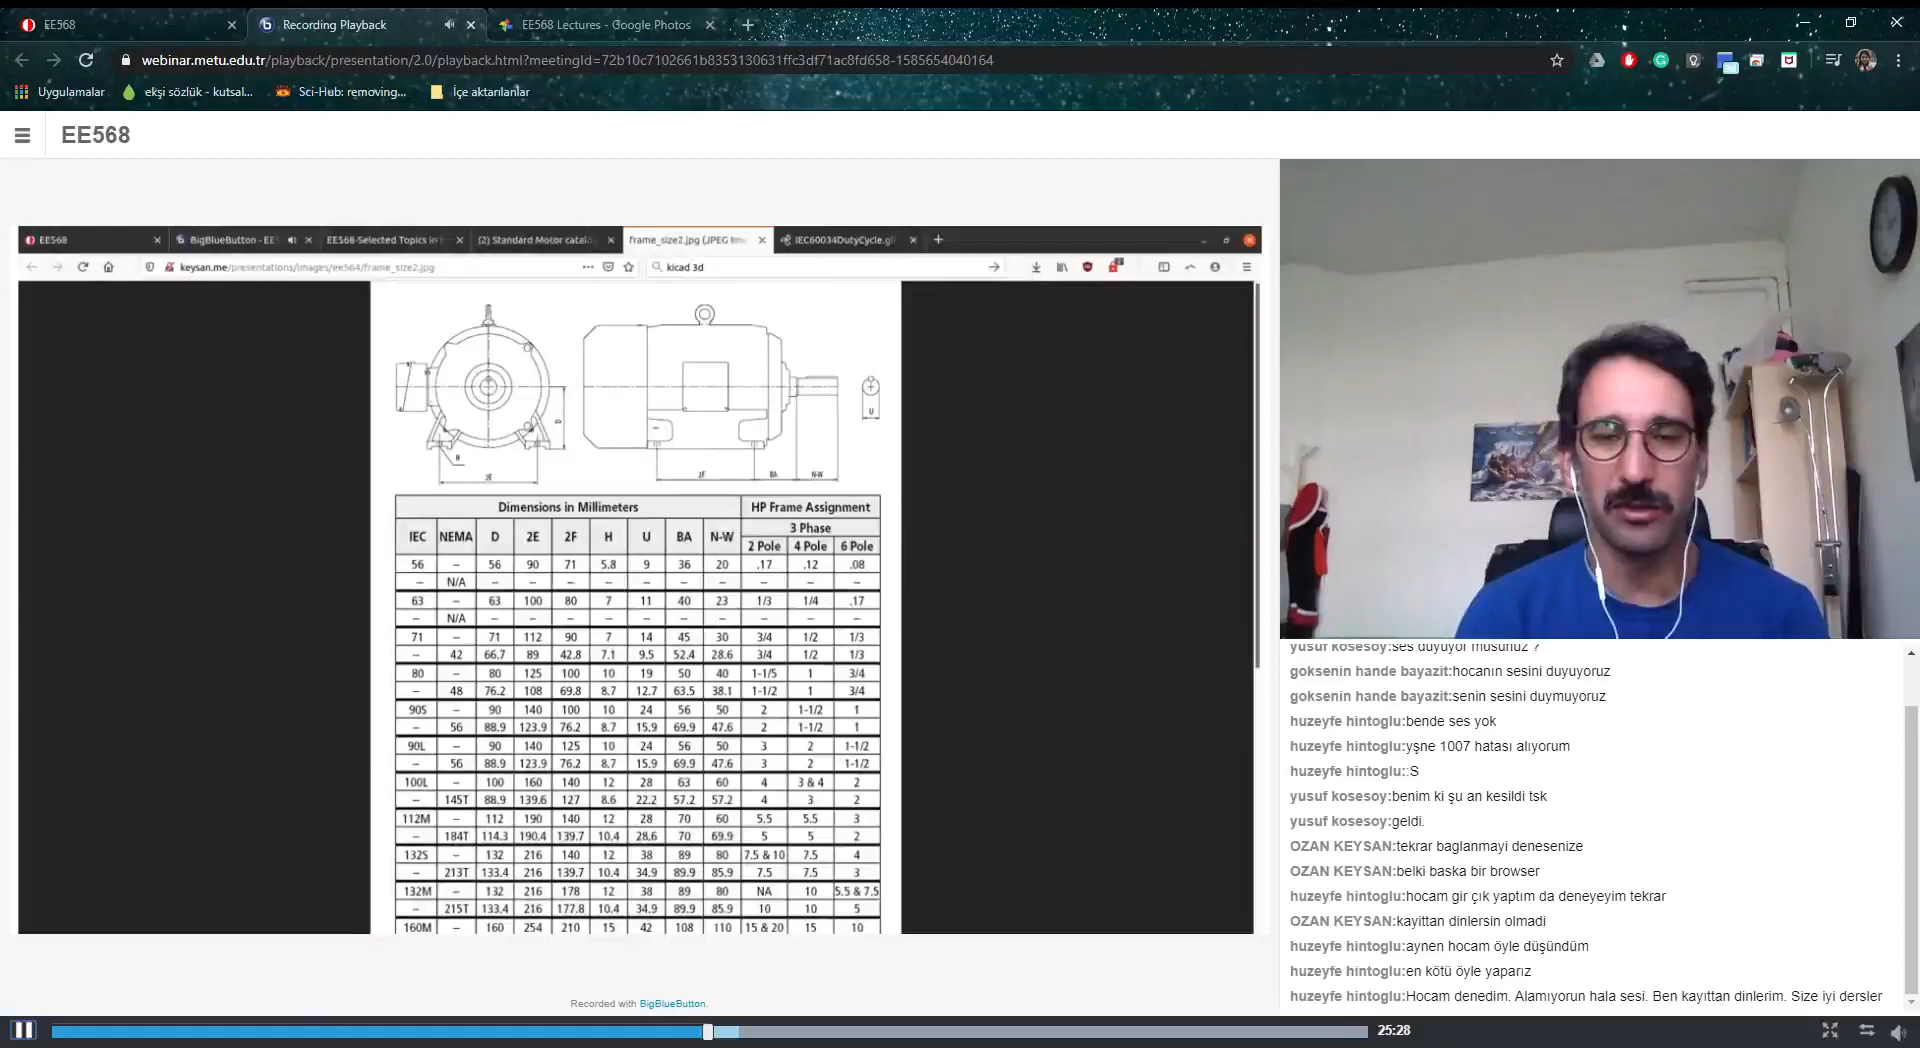 EE568
Recording Playback
EE568 Lectures - Google Photos
webinar.metu.edu.tr/playback/presentation/2.0/playback.html?meetingId=72b10c7102661b8353130631ffc3df71ac8fd658-1585654040164
Uygulamalar
ekşi sözlük - kutsal...
Sci-Hub: removing...
İçe aktarılanlar
EE568
EE568
BigBlueButton - EE
EE568-Selected Topics in
(2) Standard Motor catal
frame_size2.jpg (JPEG Im
IEC60034DutyCycle.gi
keysan.me/presentations/images/ee564/frame_size2.jpg
kicad 3d
D
U
H
2E
2F
BA
N-W
Dimensions in Millimeters HP Frame Assignment
3 Phase
IEC NEMA D 2E 2F H U BA N-W 2 Pole 4 Pole 6 Pole
56 – 56 90 71 5.8 9 36 20 .17 .12 .08
– N/A – – – – – – – – – –
63 – 63 100 80 7 11 40 23 1/3 1/4 .17
– N/A – – – – – – – – – –
71 – 71 112 90 7 14 45 30 3/4 1/2 1/3
– 42 66.7 89 42.8 7.1 9.5 52.4 28.6 3/4 1/2 1/3
80 – 80 125 100 10 19 50 40 1-1/5 1 3/4
– 48 76.2 108 69.8 8.7 12.7 63.5 38.1 1-1/2 1 3/4
90S – 90 140 100 10 24 56 50 2 1-1/2 1
– 56 88.9 123.9 76.2 8.7 15.9 69.9 47.6 2 1-1/2 1
90L – 90 140 125 10 24 56 50 3 2 1-1/2
– 56 88.9 123.9 76.2 8.7 15.9 69.9 47.6 3 2 1-1/2
100L – 100 160 140 12 28 63 60 4 3 & 4 2
– 145T 88.9 139.6 127 8.6 22.2 57.2 57.2 4 3 2
112M – 112 190 140 12 28 70 60 5.5 5.5 3
– 184T 114.3 190.4 139.7 10.4 28.6 70 69.9 5 5 2
132S – 132 216 140 12 38 89 80 7.5 & 10 7.5 4
– 213T 133.4 216 139.7 10.4 34.9 89.9 85.9 7.5 7.5 3
132M – 132 216 178 12 38 89 80 NA 10 5.5 & 7.5
– 215T 133.4 216 177.8 10.4 34.9 89.9 85.9 10 10 5
160M – 160 254 210 15 42 108 110 15 & 20 15 10
Recorded with BigBlueButton.
yusuf kosesoy:ses duyuyor musunuz ?
goksenin hande bayazit:hocanın sesini duyuyoruz
goksenin hande bayazit:senin sesini duymuyoruz
huzeyfe hintoglu:bende ses yok
huzeyfe hintoglu:yşne 1007 hatası alıyorum
huzeyfe hintoglu::S
yusuf kosesoy:benim ki şu an kesildi tsk
yusuf kosesoy:geldi.
OZAN KEYSAN:tekrar baglanmayi denesenize
OZAN KEYSAN:belki baska bir browser
huzeyfe hintoglu:hocam gir çık yaptım da deneyeyim tekrar
OZAN KEYSAN:kayittan dinlersin olmadi
huzeyfe hintoglu:aynen hocam öyle düşündüm
huzeyfe hintoglu:en kötü öyle yaparız
huzeyfe hintoglu:Hocam denedim. Alamıyorun hala sesi. Ben kayıttan dinlerim. Size iyi dersler
25:28